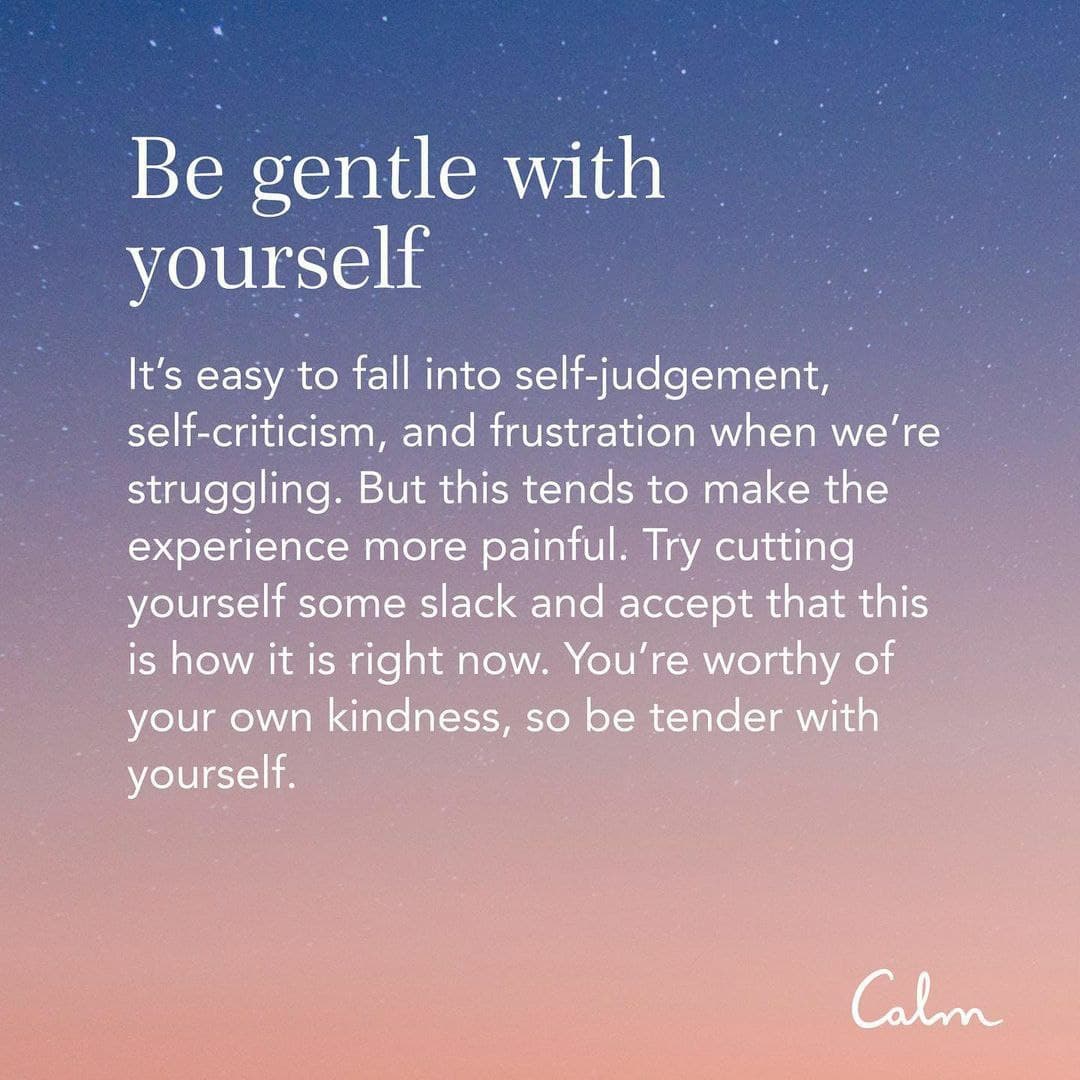 Be gentle with
yourself
It’s easy to fall into self-judgement,
self-criticism, and frustration when we’re
struggling. But this tends to make the
experience more painful. Try cutting
yourself some slack and accept that this
is how it is right now. You’re worthy of
your own kindness, so be tender with
yourself.
Calm